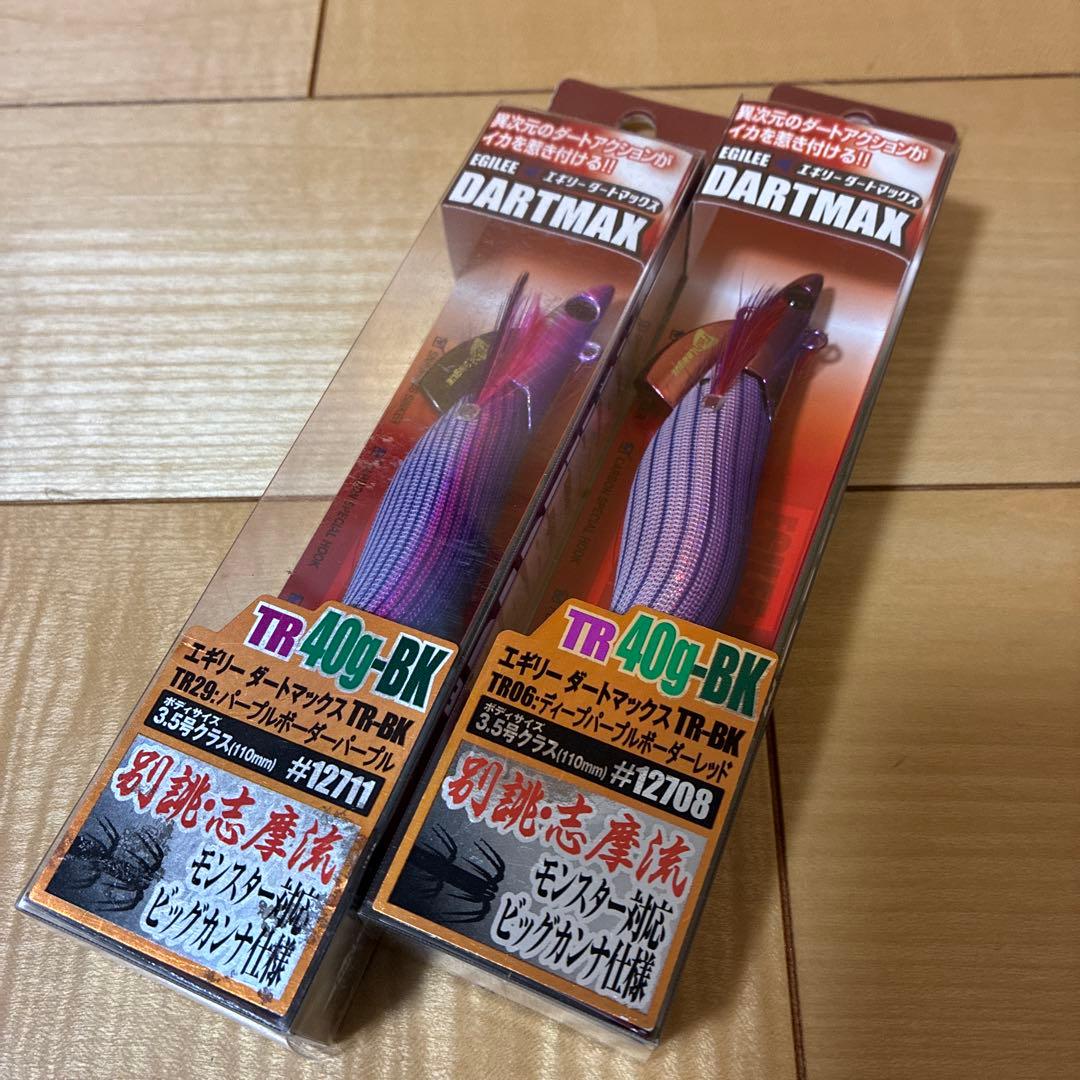 異次元のダートアクションが
イカを惹き付ける!!
EGILEE エギリー ダートマックス
DARTMAX
CARBON SPECIAL HOOK
TR 40g-BK
エギリー ダートマックス TR-BK
TR29:パープルボーダーパープル
ボディサイズ
3.5号クラス(110mm) #12711
別誂・志摩流
モンスター対応
ビッグカンナ仕様
異次元のダートアクションが
イカを惹き付ける!!
EGILEE エギリー ダートマックス
DARTMAX
CARBON SPECIAL HOOK
TR 40g-BK
エギリー ダートマックス TR-BK
TR06:ディープパープルボーダーレッド
ボディサイズ
3.5号クラス(110mm) #12708
別誂・志摩流
モンスター対応
ビッグカンナ仕様